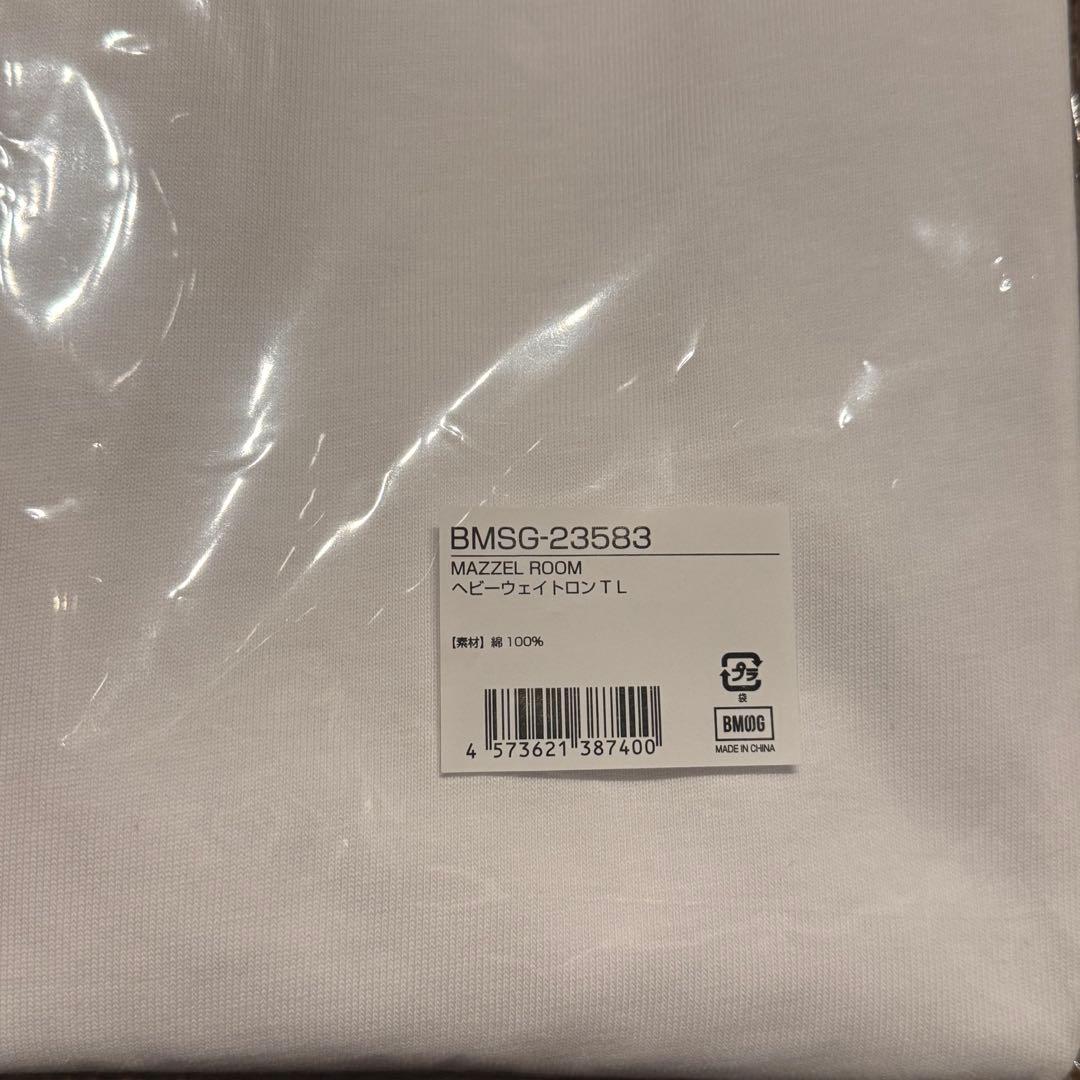 BMSG-23583
MAZZEL ROOM
ヘビーウェイトロンT L
【素材】綿 100%
プラ
袋
BMSG
MADE IN CHINA
4 573621 387400